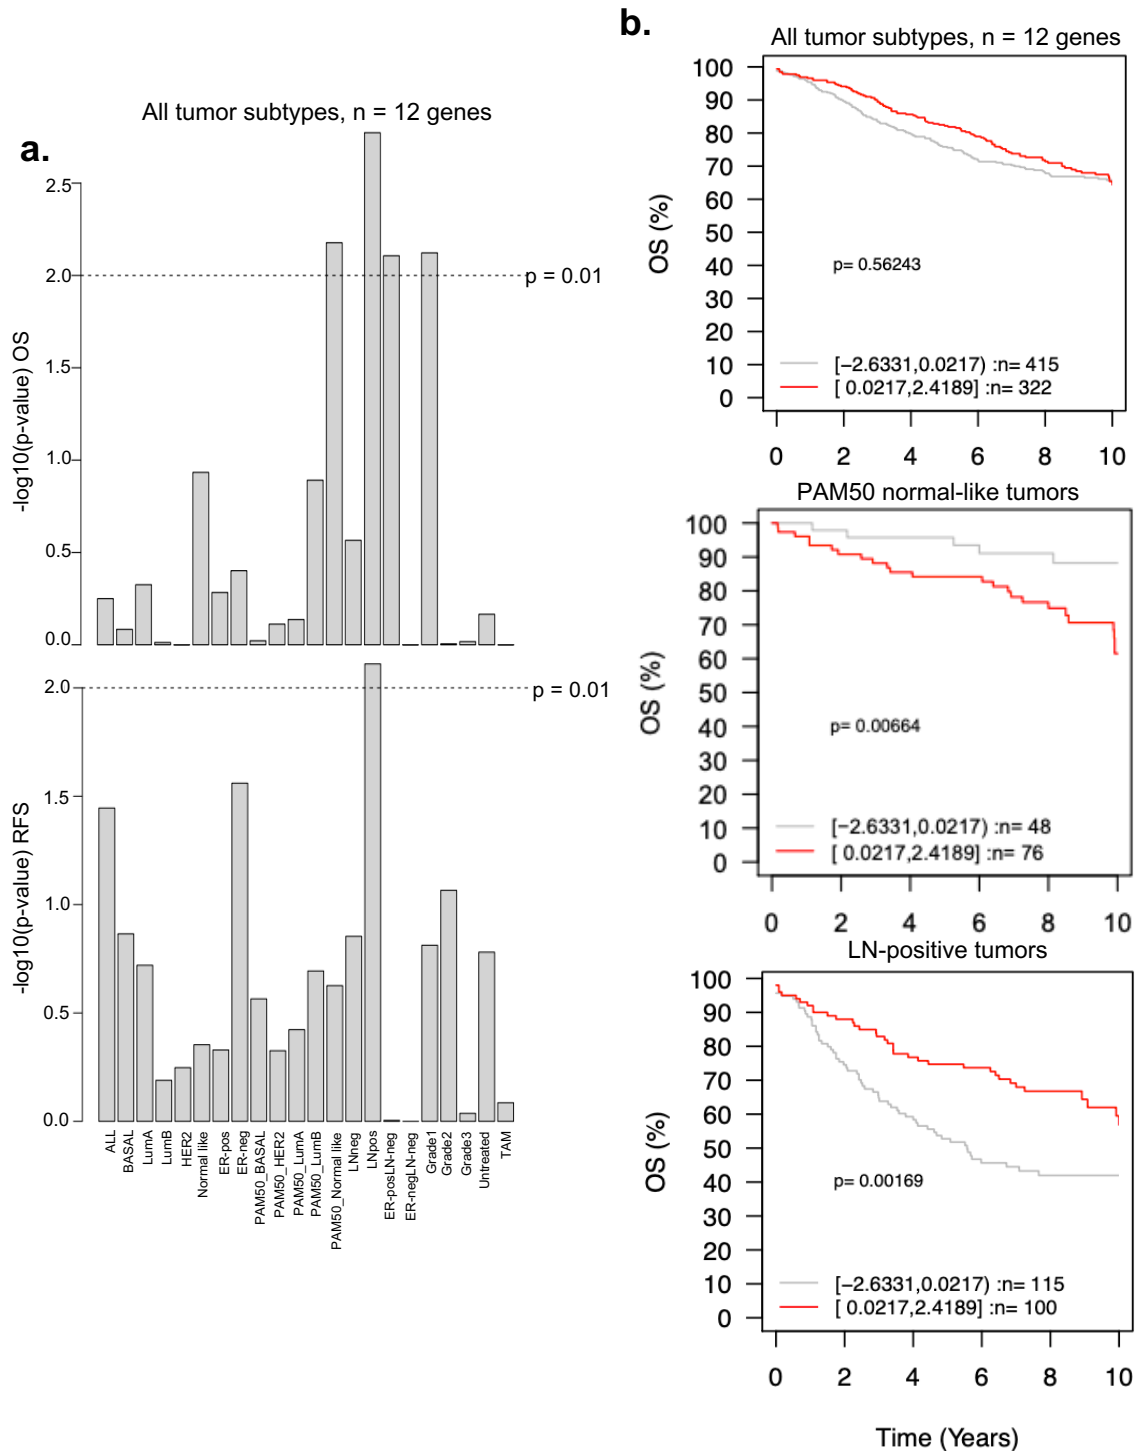 a.
All tumor subtypes, n = 12 genes
-log10(p-value) OS
2.5
2.0
1.5
1.0
0.5
0.0
p = 0.01
-log10(p-value) RFS
2.0
1.5
1.0
0.5
0.0
p = 0.01
ALL
BASAL
LumA
LumB
HER2
Normal like
ER-pos
ER-neg
PAM50_BASAL
PAM50_HER2
PAM50_LumA
PAM50_LumB
PAM50_Normal like
LNneg
LNpos
ER-posLN-neg
ER-negLN-neg
Grade1
Grade2
Grade3
Untreated
TAM
b.
All tumor subtypes, n = 12 genes
OS (%)
100
90
80
70
60
50
40
30
20
10
0
p= 0.56243
[−2.6331,0.0217) :n= 415
[ 0.0217,2.4189] :n= 322
0 2 4 6 8 10
PAM50 normal-like tumors
OS (%)
100
90
80
70
60
50
40
30
20
10
0
p= 0.00664
[−2.6331,0.0217) :n= 48
[ 0.0217,2.4189] :n= 76
0 2 4 6 8 10
LN-positive tumors
OS (%)
100
90
80
70
60
50
40
30
20
10
0
p= 0.00169
[−2.6331,0.0217) :n= 115
[ 0.0217,2.4189] :n= 100
0 2 4 6 8 10
Time (Years)